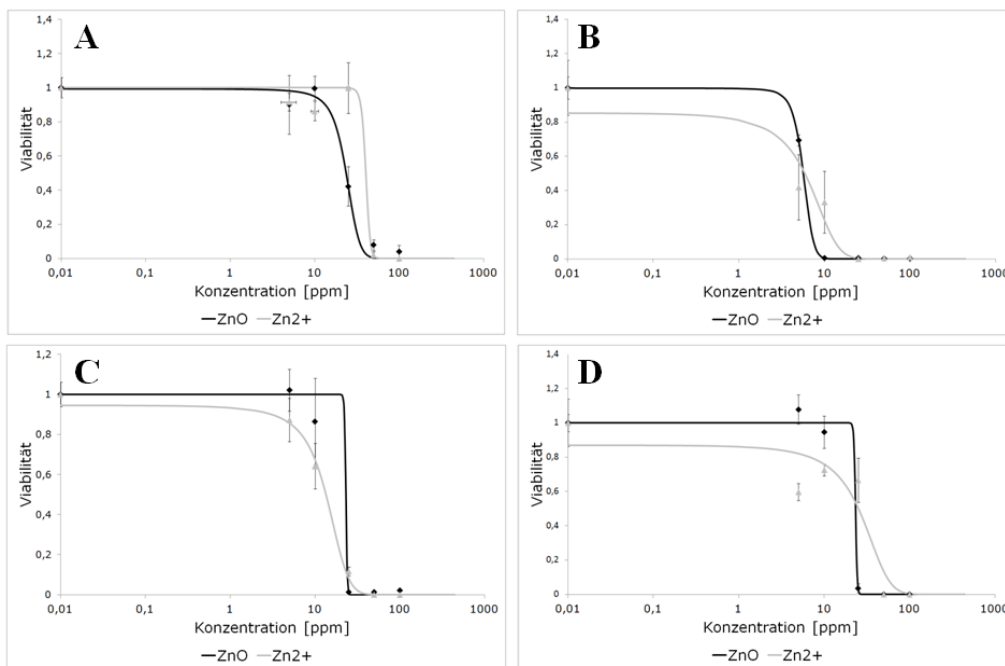 A
Viabilität
1,4
1,2
1
0,8
0,6
0,4
0,2
0
0,01
0,1
1
10
100
1000
Konzentration [ppm]
ZnO
Zn2+
B
Viabilität
1,4
1,2
1
0,8
0,6
0,4
0,2
0
0,01
0,1
1
10
100
1000
Konzentration [ppm]
ZnO
Zn2+
C
Viabilität
1,2
1
0,8
0,6
0,4
0,2
0
0,01
0,1
1
10
100
1000
Konzentration [ppm]
ZnO
Zn2+
D
Viabilität
1,4
1,2
1
0,8
0,6
0,4
0,2
0
0,01
0,1
1
10
100
1000
Konzentration [ppm]
ZnO
Zn2+